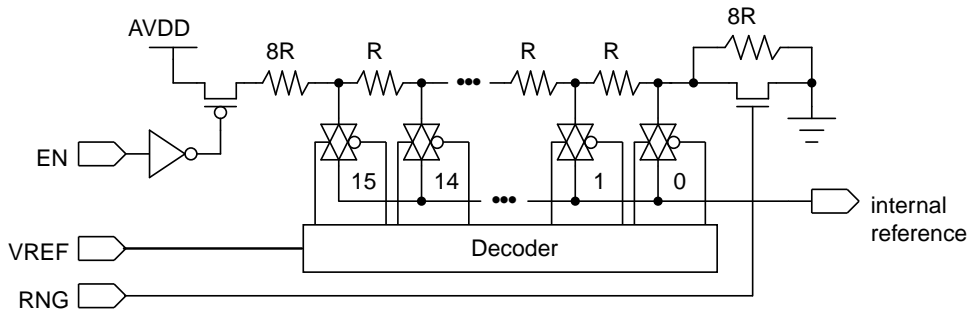 8R
AVDD
8R
R
R
R
EN
15
14
1
0
internal
reference
VREF
Decoder
RNG